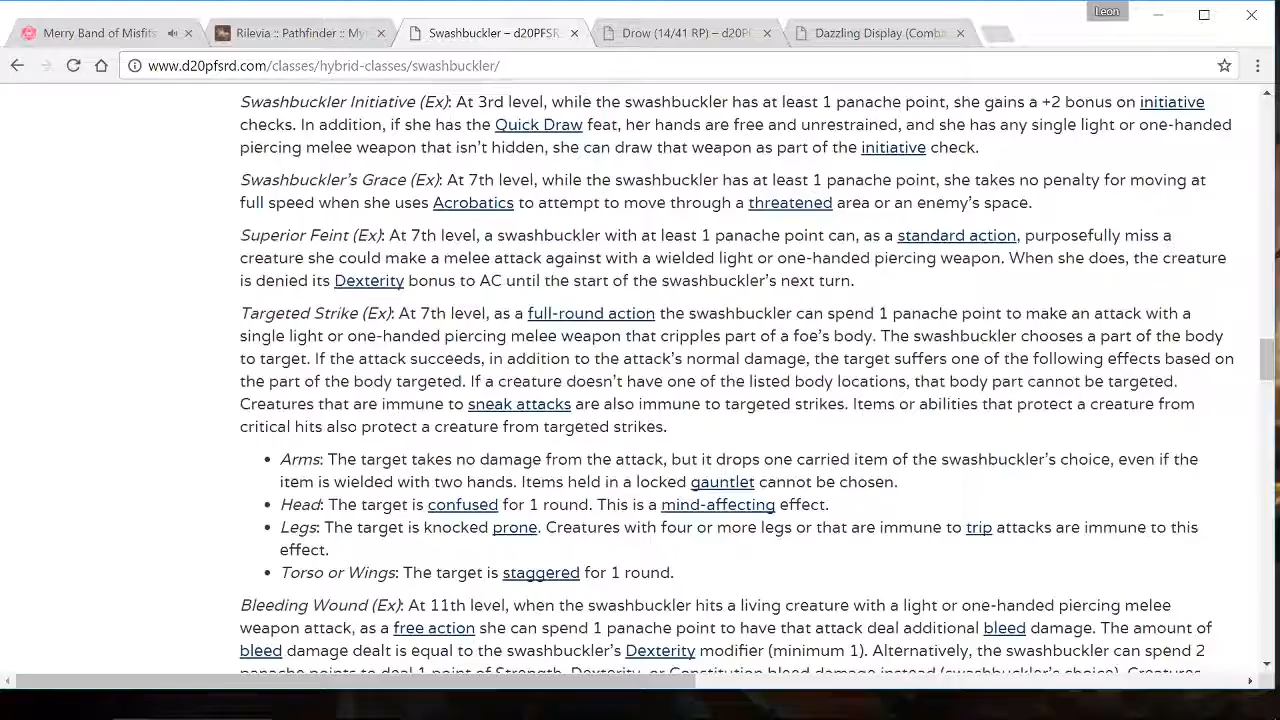 Leon
Merry Band of Misfits
Rilevia :: Pathfinder :: My
Swashbuckler – d20PFSR
Drow (14/41 RP) – d20P
Dazzling Display (Comba
www.d20pfsrd.com/classes/hybrid-classes/swashbuckler/
Swashbuckler Initiative (Ex): At 3rd level, while the swashbuckler has at least 1 panache point, she gains a +2 bonus on initiative
checks. In addition, if she has the Quick Draw feat, her hands are free and unrestrained, and she has any single light or one-handed
piercing melee weapon that isn't hidden, she can draw that weapon as part of the initiative check.
Swashbuckler's Grace (Ex): At 7th level, while the swashbuckler has at least 1 panache point, she takes no penalty for moving at
full speed when she uses Acrobatics to attempt to move through a threatened area or an enemy's space.
Superior Feint (Ex): At 7th level, a swashbuckler with at least 1 panache point can, as a standard action, purposefully miss a
creature she could make a melee attack against with a wielded light or one-handed piercing weapon. When she does, the creature
is denied its Dexterity bonus to AC until the start of the swashbuckler's next turn.
Targeted Strike (Ex): At 7th level, as a full-round action the swashbuckler can spend 1 panache point to make an attack with a
single light or one-handed piercing melee weapon that cripples part of a foe's body. The swashbuckler chooses a part of the body
to target. If the attack succeeds, in addition to the attack's normal damage, the target suffers one of the following effects based on
the part of the body targeted. If a creature doesn't have one of the listed body locations, that body part cannot be targeted.
Creatures that are immune to sneak attacks are also immune to targeted strikes. Items or abilities that protect a creature from
critical hits also protect a creature from targeted strikes.
• Arms: The target takes no damage from the attack, but it drops one carried item of the swashbuckler's choice, even if the
item is wielded with two hands. Items held in a locked gauntlet cannot be chosen.
• Head: The target is confused for 1 round. This is a mind-affecting effect.
• Legs: The target is knocked prone. Creatures with four or more legs or that are immune to trip attacks are immune to this
effect.
• Torso or Wings: The target is staggered for 1 round.
Bleeding Wound (Ex): At 11th level, when the swashbuckler hits a living creature with a light or one-handed piercing melee
weapon attack, as a free action she can spend 1 panache point to have that attack deal additional bleed damage. The amount of
bleed damage dealt is equal to the swashbuckler's Dexterity modifier (minimum 1). Alternatively, the swashbuckler can spend 2
panache points to deal 1 point of Strength, Dexterity, or Constitution bleed damage instead (swashbuckler's choice). Creatures